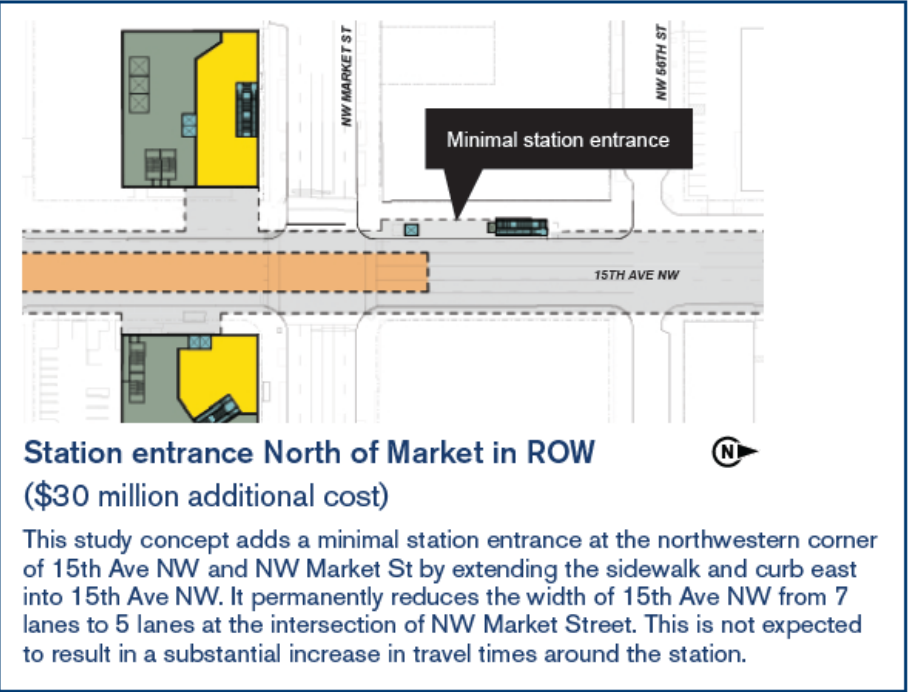 NW MARKET ST
NW 56TH ST
Minimal station entrance
15TH AVE NW
Station entrance North of Market in ROW
N
($30 million additional cost)
This study concept adds a minimal station entrance at the northwestern corner
of 15th Ave NW and NW Market St by extending the sidewalk and curb east
into 15th Ave NW. It permanently reduces the width of 15th Ave NW from 7
lanes to 5 lanes at the intersection of NW Market Street. This is not expected
to result in a substantial increase in travel times around the station.